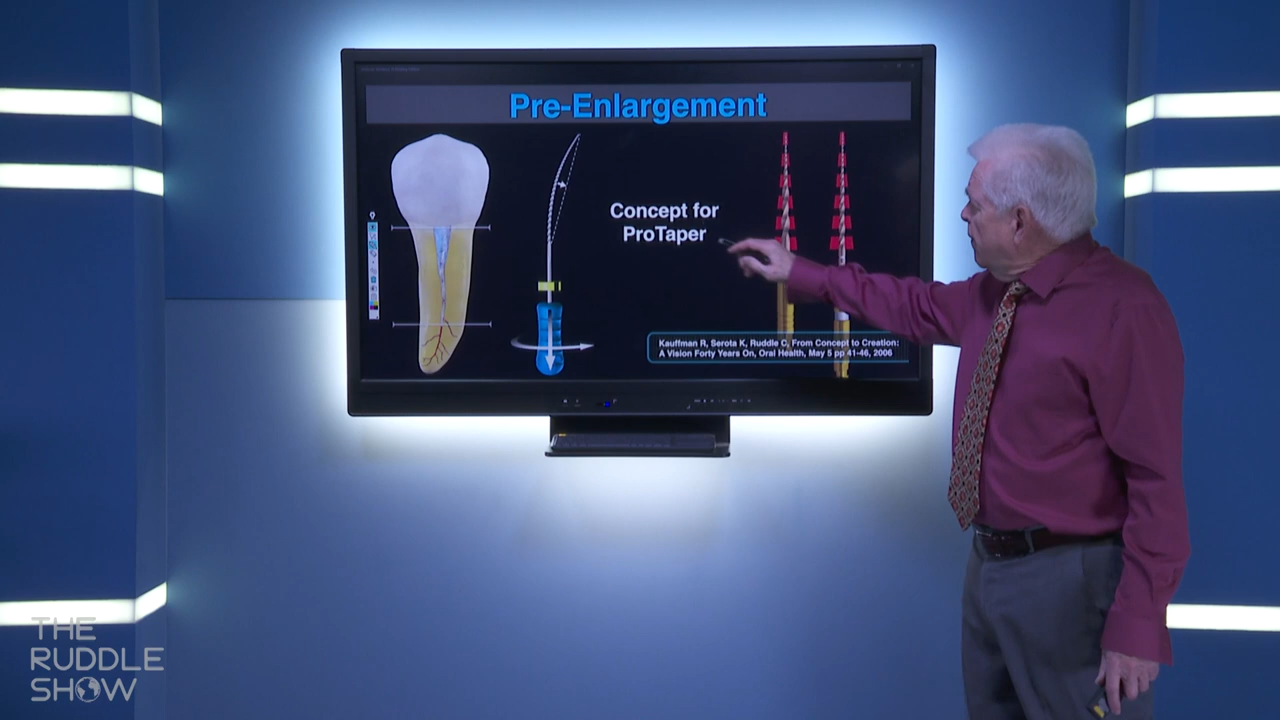 Pre-Enlargement
Concept for
ProTaper
Kauffman R, Serota K, Ruddle C, From Concept to Creation:
A Vision Forty Years On, Oral Health, May 5 pp 41-46, 2006
THE
RUDDLE
SHOW